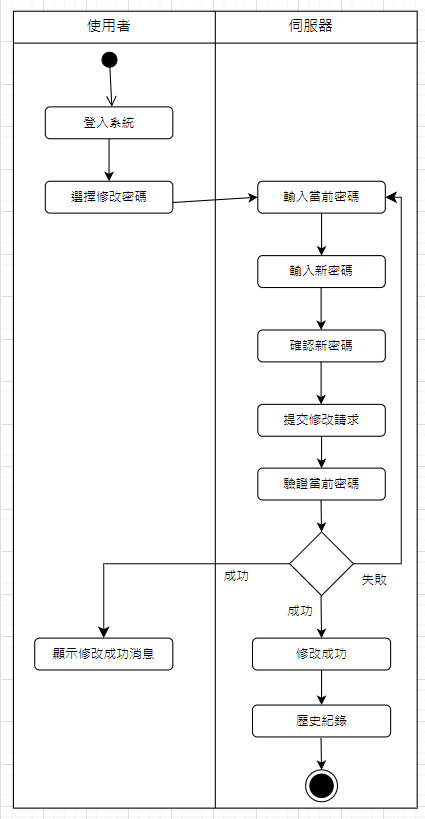 使用者
伺服器
登入系統
選擇修改密碼
輸入當前密碼
輸入新密碼
確認新密碼
提交修改請求
驗證當前密碼
成功
失敗
成功
顯示修改成功消息
修改成功
歷史紀錄